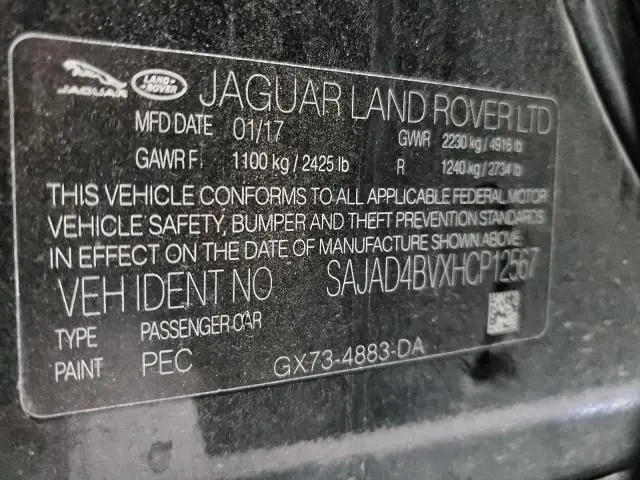 JAGUAR LAND ROVER JAGUAR LAND ROVER LTD
MFD DATE 01/17 GVWR 2230 kg / 4916 lb
GAWR F. 1100 kg / 2425 lb R 1240 kg / 2734 lb
THIS VEHICLE CONFORMS TO ALL APPLICABLE FEDERAL MOTOR
VEHICLE SAFETY, BUMPER AND THEFT PREVENTION STANDARDS
IN EFFECT ON THE DATE OF MANUFACTURE SHOWN ABOVE.
VEH IDENT NO SAJAD4BVXHCP12567
TYPE PASSENGER CAR
PAINT PEC GX73-4883-DA